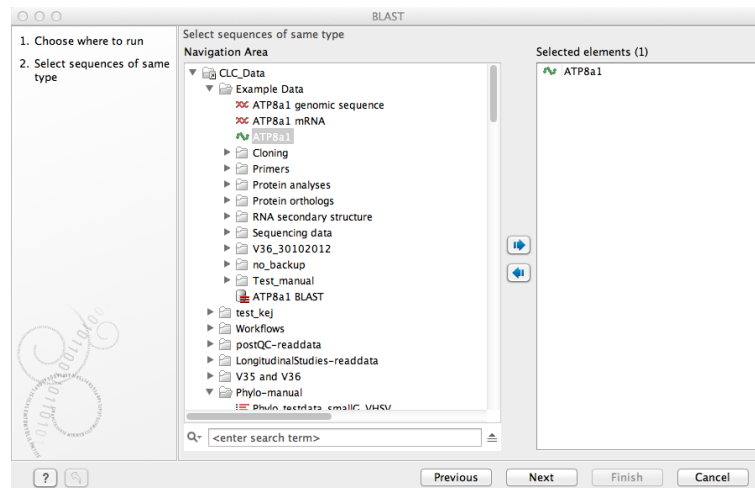 BLAST
1. Choose where to run
2. Select sequences of same
type
Select sequences of same type
Navigation Area
CLC_Data
Example Data
ATP8a1 genomic sequence
ATP8a1 mRNA
ATP8a1
Cloning
Primers
Protein analyses
Protein orthologs
RNA secondary structure
Sequencing data
V36_30102012
no_backup
Test_manual
ATP8a1 BLAST
test_kej
Workflows
postQC-readdata
LongitudinalStudies-readdata
V35 and V36
Phylo-manual
Phylo_testdata_smallG_VHSV
<enter search term>
Selected elements (1)
ATP8a1
?
Previous
Next
Finish
Cancel